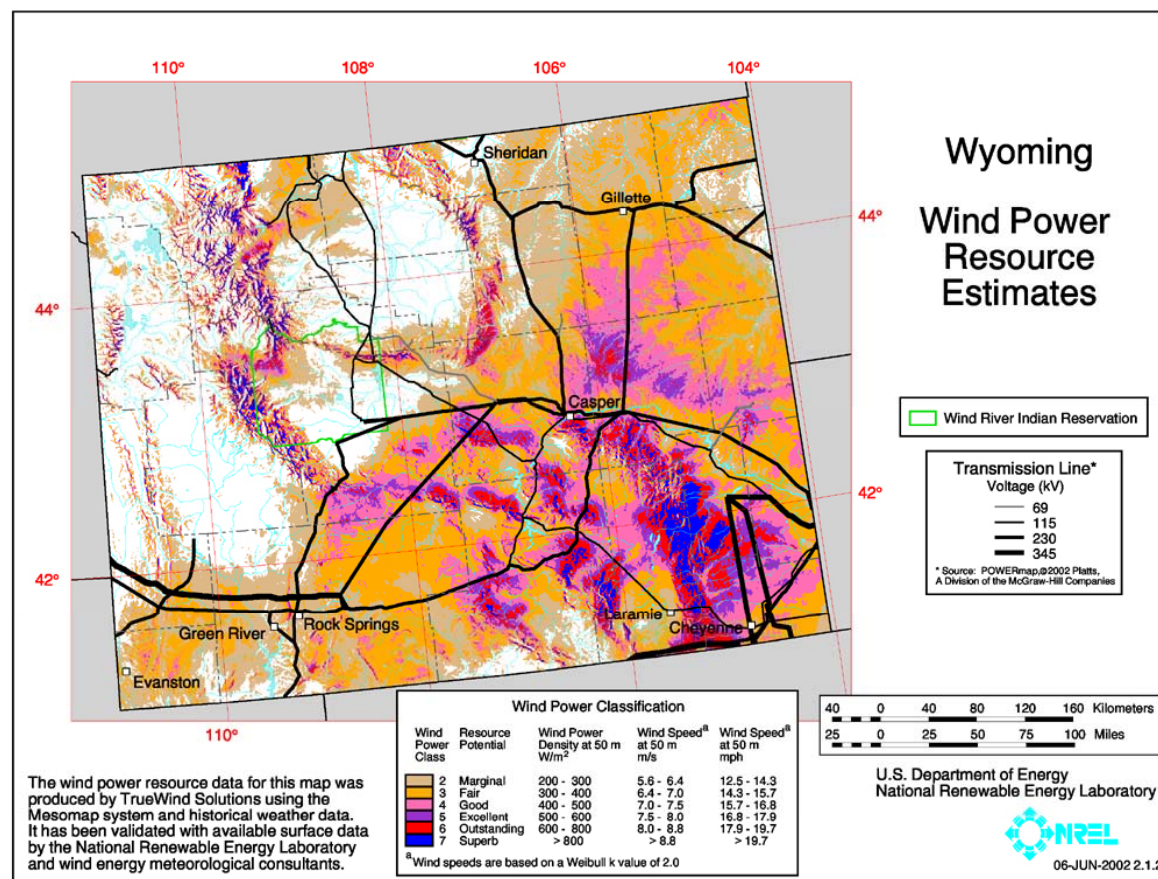 Wyoming
Wind Power
Resource
Estimates
110°
108°
106°
104°
Sheridan
Gillette
44°
44°
Casper
Wind River Indian Reservation
Transmission Line*
Voltage (kV)
69
115
230
345
* Source: POWERmap,@2002 Platts,
A Division of the McGraw-Hill Companies
42°
42°
Laramie
Cheyenne
Green River
Rock Springs
Evanston
110°
Wind Power Classification
Wind Power Class Resource Potential Wind Power Density at 50 m W/m² Wind Speedᵃ at 50 m m/s Wind Speedᵃ at 50 m mph
2 Marginal 200 - 300 5.6 - 6.4 12.5 - 14.3
3 Fair 300 - 400 6.4 - 7.0 14.3 - 15.7
4 Good 400 - 500 7.0 - 7.5 15.7 - 16.8
5 Excellent 500 - 600 7.5 - 8.0 16.8 - 17.9
6 Outstanding 600 - 800 8.0 - 8.8 17.9 - 19.7
7 Superb > 800 > 8.8 > 19.7
ᵃ Wind speeds are based on a Weibull k value of 2.0
40 0 40 80 120 160 Kilometers
25 0 25 50 75 100 Miles
The wind power resource data for this map was
produced by TrueWind Solutions using the
Mesomap system and historical weather data.
It has been validated with available surface data
by the National Renewable Energy Laboratory
and wind energy meteorological consultants.
U.S. Department of Energy
National Renewable Energy Laboratory
NREL
06-JUN-2002 2.1.2